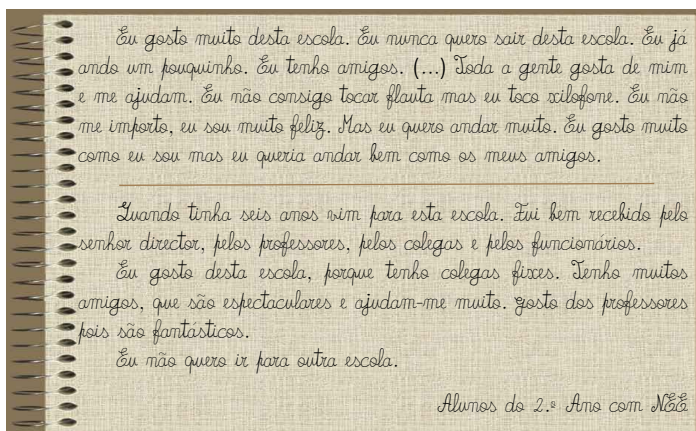 Eu gosto muito desta escola. Eu nunca quero sair desta escola. Eu já
ando um pouquinho. Eu tenho amigos. (...) Toda a gente gosta de mim
e me ajudam. Eu não consigo tocar flauta mas eu toco xilofone. Eu não
me importo, eu sou muito feliz. Mas eu quero andar muito. Eu gosto muito
como eu sou mas eu queria andar bem como os meus amigos.
Quando tinha seis anos vim para esta escola. Fui bem recebido pelo
senhor director, pelos professores, pelos colegas e pelos funcionários.
Eu gosto desta escola, porque tenho colegas fixes. Tenho muitos
amigos, que são espectaculares e ajudam-me muito. gosto dos professores
pois são fantásticos.
Eu não quero ir para outra escola.
Alunos do 2.º Ano com NEE